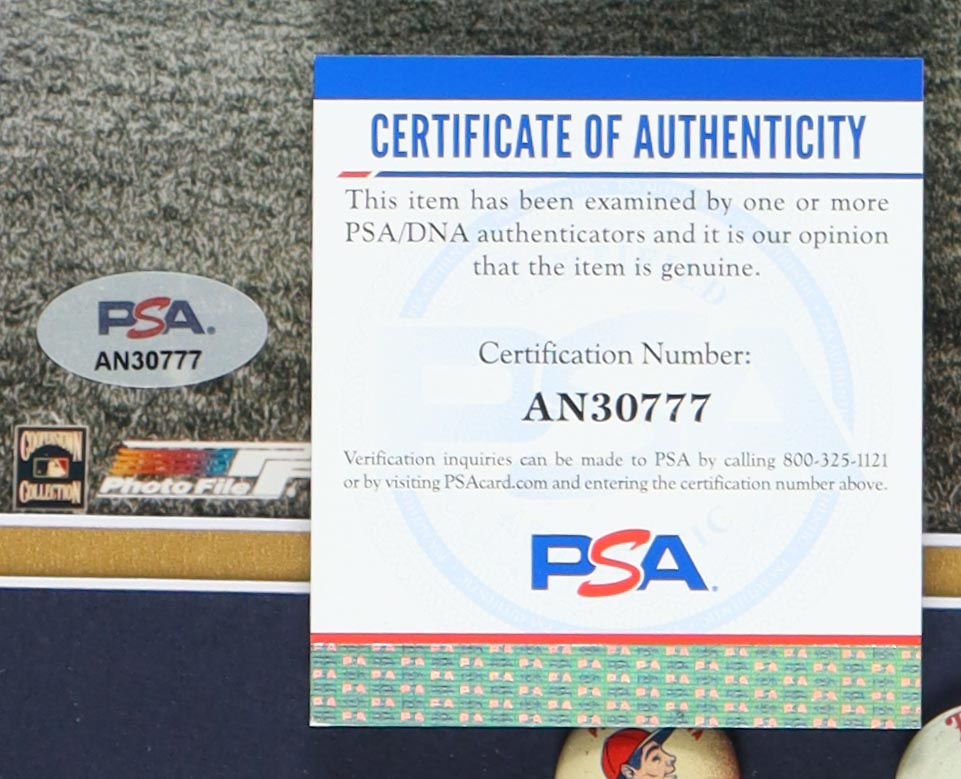 CERTIFICATE OF AUTHENTICITY
This item has been examined by one or more
PSA/DNA authenticators and it is our opinion
that the item is genuine.
Certification Number:
AN30777
Verification inquiries can be made to PSA by calling 800-325-1121
or by visiting PSAcard.com and entering the certification number above.
PSA
PSA.
AN30777
COOPERSTOWN
COLLECTION
Photo File